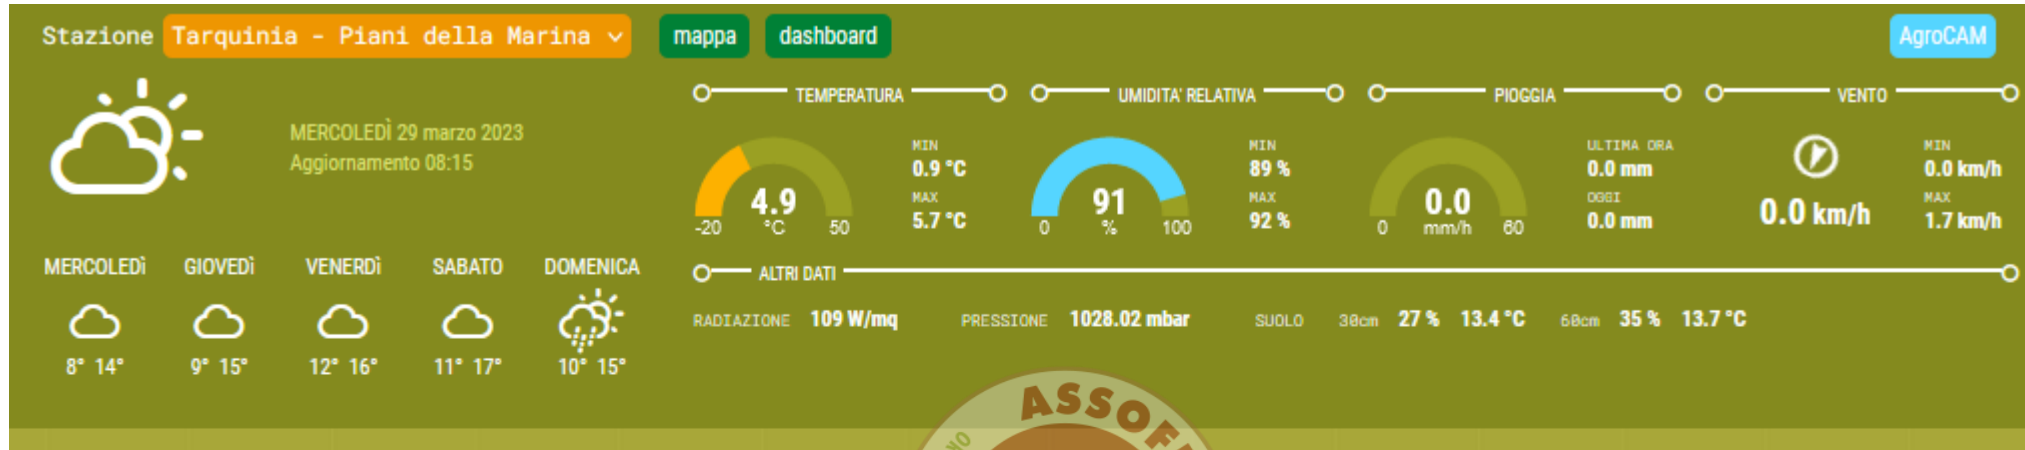 Stazione Tarquinia - Piani della Marina mappa dashboard AgroCAM
MERCOLEDÌ 29 marzo 2023
Aggiornamento 08:15
TEMPERATURA
4.9
°C
-20 50
MIN
0.9 °C
MAX
5.7 °C
UMIDITA' RELATIVA
91
%
0 100
MIN
89 %
MAX
92 %
PIOGGIA
0.0
mm/h
0 60
ULTIMA ORA
0.0 mm
OGGI
0.0 mm
VENTO
0.0 km/h
MIN
0.0 km/h
MAX
1.7 km/h
MERCOLEDì GIOVEDì VENERDì SABATO DOMENICA
8° 14° 9° 15° 12° 16° 11° 17° 10° 15°
ALTRI DATI
RADIAZIONE 109 W/mq PRESSIONE 1028.02 mbar SUOLO 30cm 27 % 13.4 °C 60cm 35 % 13.7 °C